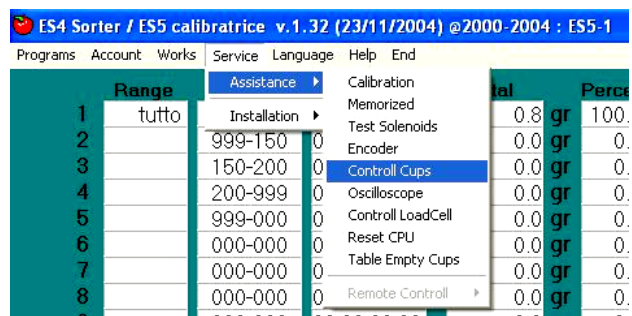 ES4 Sorter / ES5 calibratrice v.1.32 (23/11/2004) @2000-2004 : ES5-1
Programs Account Works Service Language Help End
Assistance
Installation
Calibration
Memorized
Test Solenoids
Encoder
Controll Cups
Oscilloscope
Controll LoadCell
Reset CPU
Table Empty Cups
Remote Controll
Range tal Perce
1 tutto 0.8 gr 100.
2 999-150 0 0.0 gr 0.
3 150-200 0 0.0 gr 0.
4 200-999 0 0.0 gr 0.
5 999-000 0 0.0 gr 0.
6 000-000 0 0.0 gr 0.
7 000-000 0 0.0 gr 0.
8 000-000 0 0.0 gr 0.